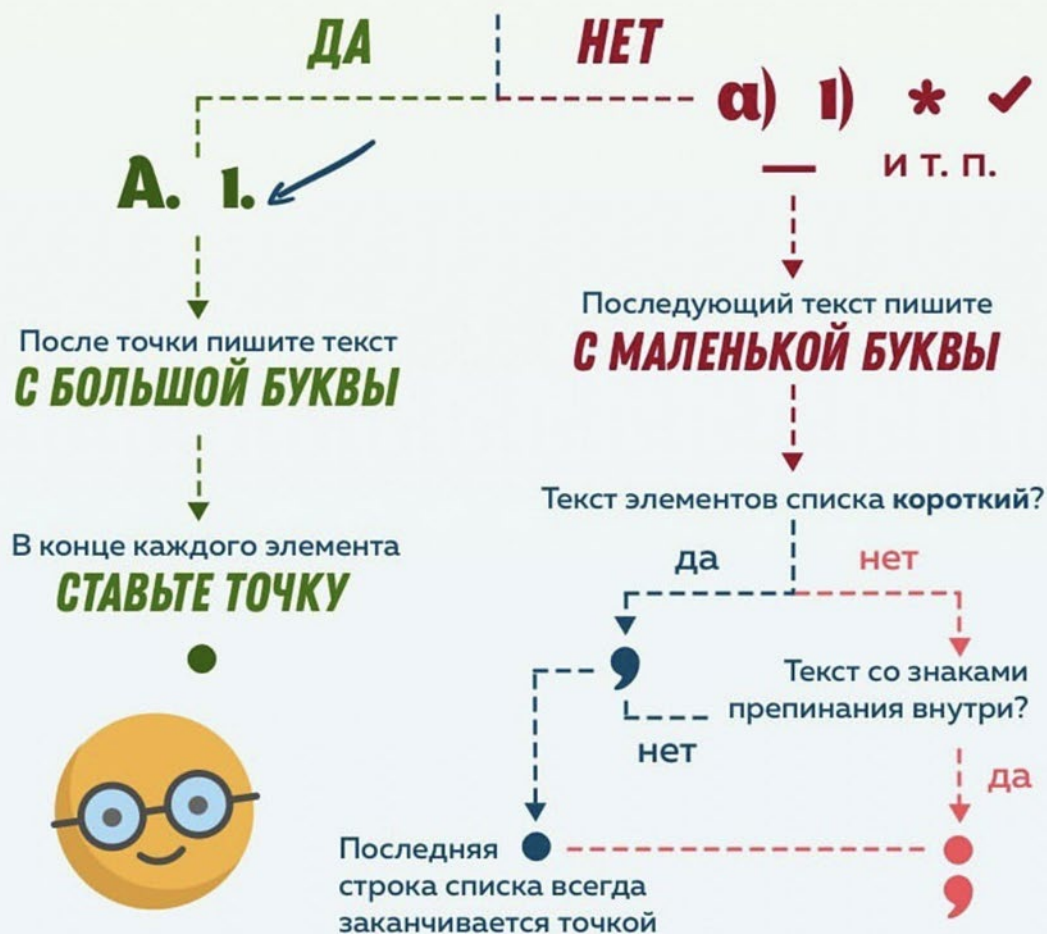 ДА
НЕТ
а) 1) * ✓
— и т. п.
А. 1.
Последующий текст пишите
С МАЛЕНЬКОЙ БУКВЫ
После точки пишите текст
С БОЛЬШОЙ БУКВЫ
Текст элементов списка короткий?
да
нет
В конце каждого элемента
СТАВЬТЕ ТОЧКУ
.
,
Текст со знаками
препинания внутри?
нет
да
Последняя
строка списка всегда
заканчивается точкой
.
;